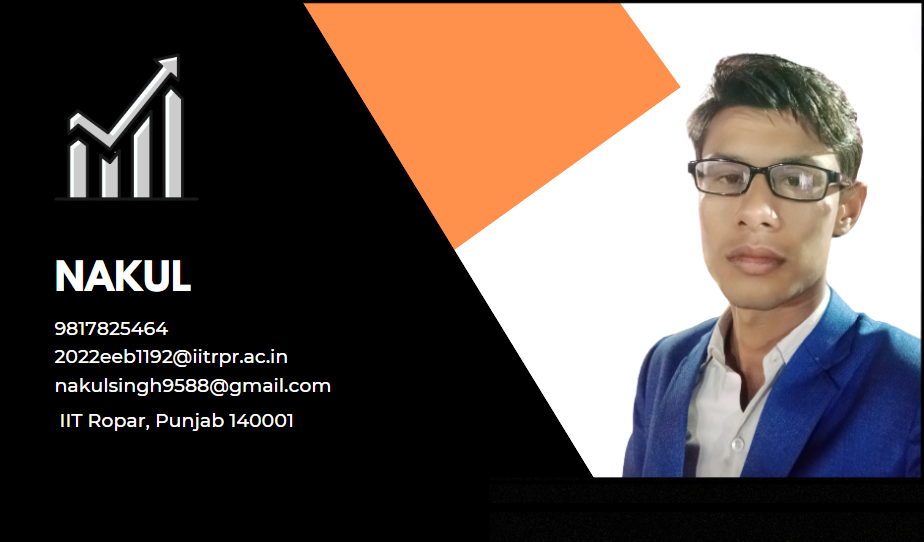 NAKUL
9817825464
2022eeb1192@iitrpr.ac.in
nakulsingh9588@gmail.com
IIT Ropar, Punjab 140001